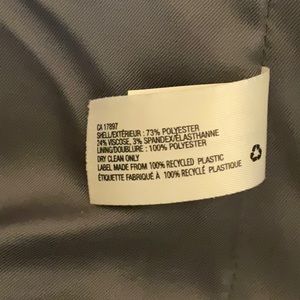 CA 17897
SHELL/EXTÉRIEUR : 73% POLYESTER
24% VISCOSE, 3% SPANDEX/ÉLASTHANNE
LINING/DOUBLURE : 100% POLYESTER
DRY CLEAN ONLY
LABEL MADE FROM 100% RECYCLED PLASTIC
ÉTIQUETTE FABRIQUÉ À 100% RECYCLÉ PLASTIQUE